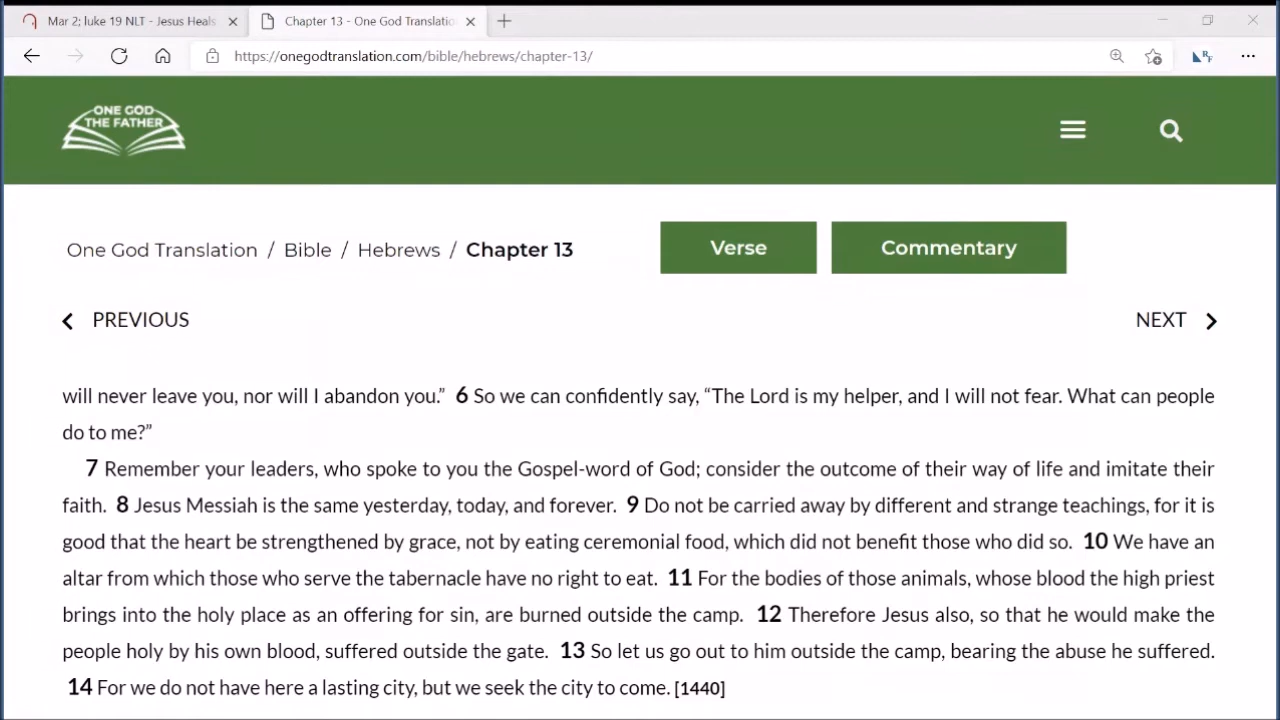 Mar 2; luke 19 NLT - Jesus Heals
Chapter 13 - One God Translatio
https://onegodtranslation.com/bible/hebrews/chapter-13/
ONE GOD
THE FATHER
One God Translation / Bible / Hebrews / Chapter 13
Verse
Commentary
PREVIOUS
NEXT
will never leave you, nor will I abandon you.” 6 So we can confidently say, “The Lord is my helper, and I will not fear. What can people
do to me?”
7 Remember your leaders, who spoke to you the Gospel-word of God; consider the outcome of their way of life and imitate their
faith. 8 Jesus Messiah is the same yesterday, today, and forever. 9 Do not be carried away by different and strange teachings, for it is
good that the heart be strengthened by grace, not by eating ceremonial food, which did not benefit those who did so. 10 We have an
altar from which those who serve the tabernacle have no right to eat. 11 For the bodies of those animals, whose blood the high priest
brings into the holy place as an offering for sin, are burned outside the camp. 12 Therefore Jesus also, so that he would make the
people holy by his own blood, suffered outside the gate. 13 So let us go out to him outside the camp, bearing the abuse he suffered.
14 For we do not have here a lasting city, but we seek the city to come. [1440]